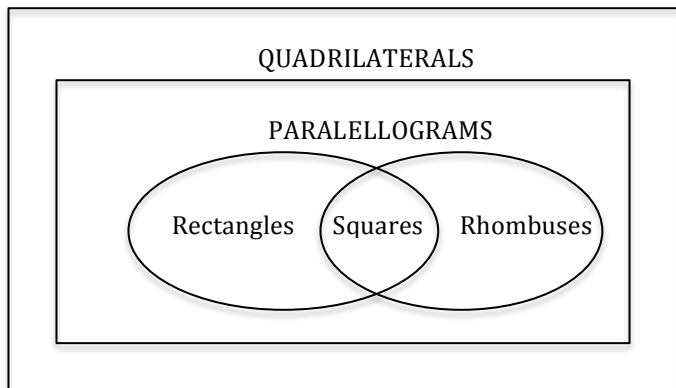 QUADRILATERALS
PARALELLOGRAMS
Rectangles Squares Rhombuses